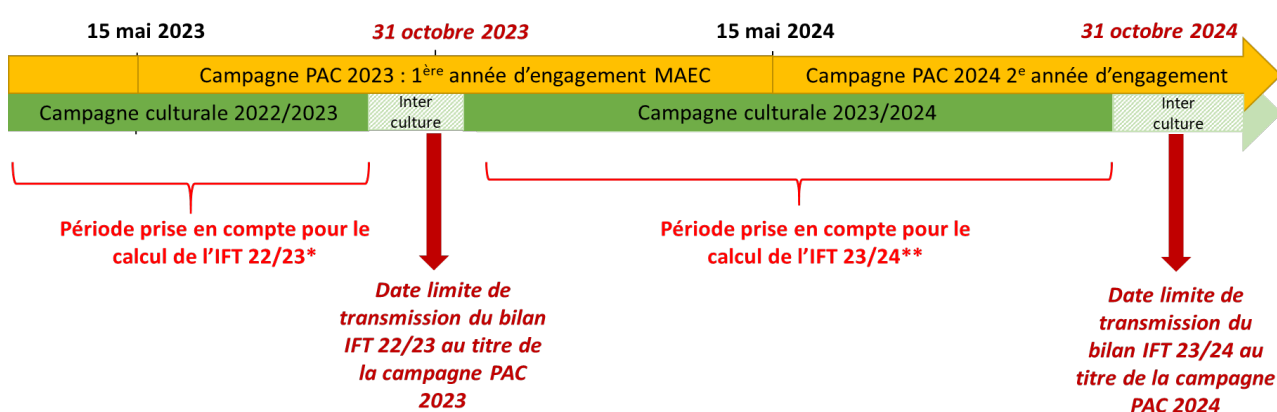 15 mai 2023
31 octobre 2023
15 mai 2024
31 octobre 2024
Campagne PAC 2023 : 1ère année d’engagement MAEC
Campagne PAC 2024 2e année d’engagement
Campagne culturale 2022/2023
Inter
culture
Campagne culturale 2023/2024
Inter
culture
Période prise en compte pour le
calcul de l’IFT 22/23*
Période prise en compte pour le
calcul de l’IFT 23/24**
Date limite de
transmission du bilan
IFT 22/23 au titre de
la campagne PAC
2023
Date limite de
transmission du
bilan IFT 23/24 au
titre de la campagne
PAC 2024